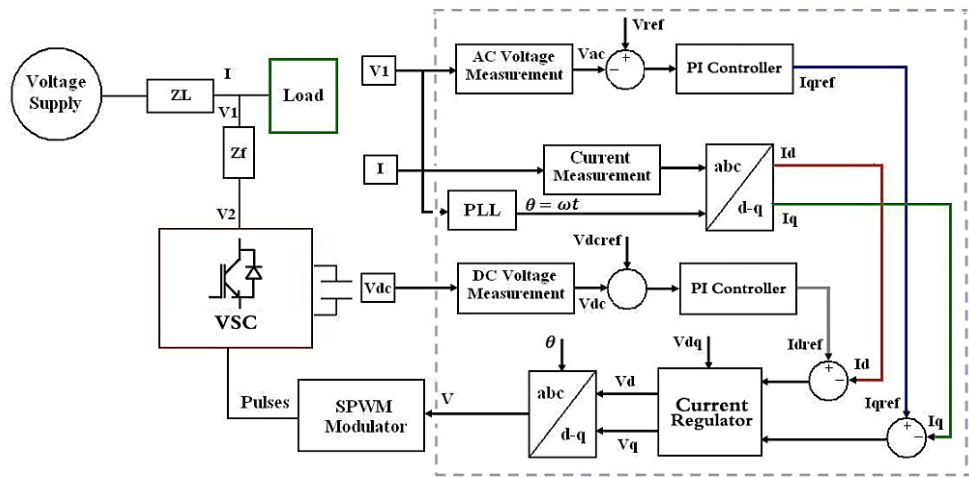 Voltage
Supply
ZL
I
V1
Load
Zf
V2
VSC
Pulses
SPWM
Modulator
V
V1
AC Voltage
Measurement
Vac
Vref
+
−
PI Controller
Iqref
I
Current
Measurement
abc
d-q
Id
Iq
PLL
θ = ωt
Vdc
DC Voltage
Measurement
Vdc
Vdcref
PI Controller
Idref
+
−
Id
Iqref
+
−
Iq
Vdq
Current
Regulator
Vd
Vq
θ
abc
d-q